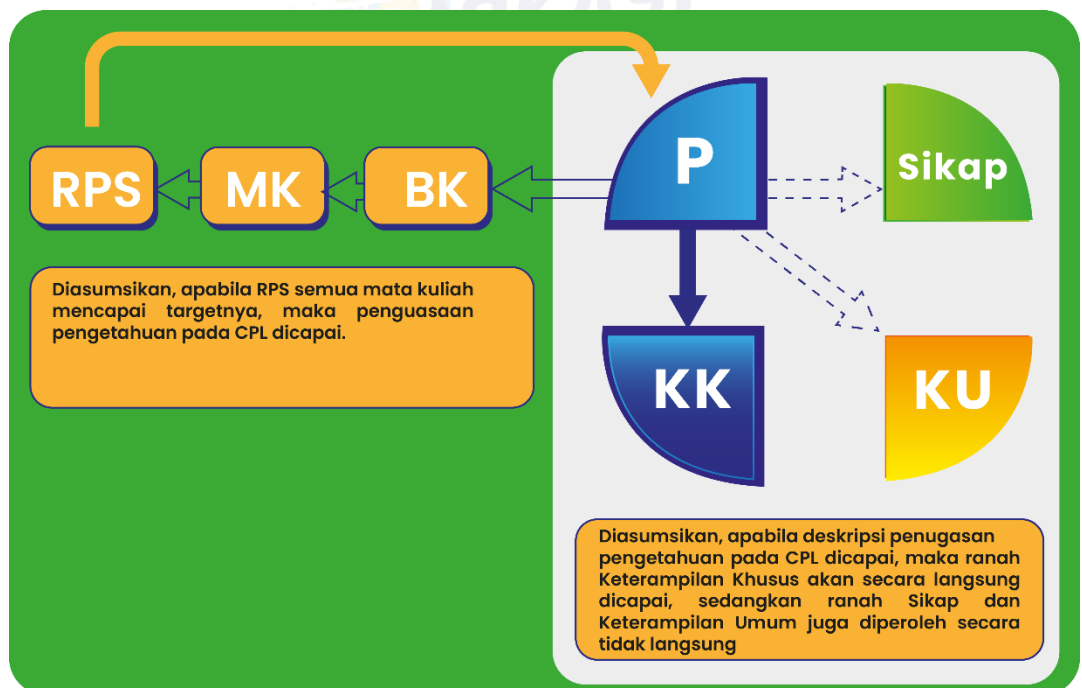 P
Sikap
RPS
MK
BK
Diasumsikan, apabila RPS semua mata kuliah
mencapai targetnya, maka penguasaan
pengetahuan pada CPL dicapai.
KK
KU
Diasumsikan, apabila deskripsi penugasan
pengetahuan pada CPL dicapai, maka ranah
Keterampilan Khusus akan secara langsung
dicapai, sedangkan ranah Sikap dan
Keterampilan Umum juga diperoleh secara
tidak langsung